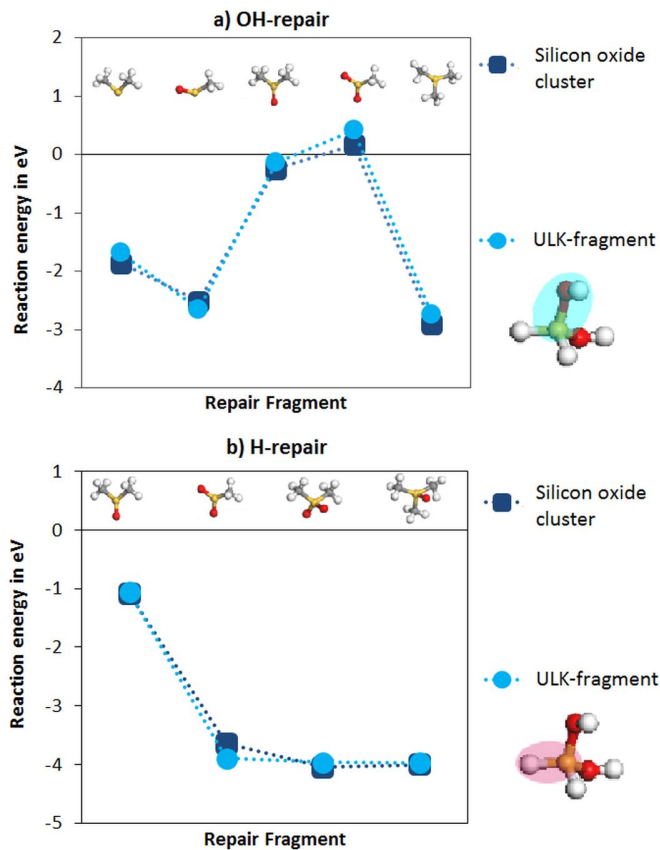 a) OH-repair
2
1
0
-1
-2
-3
-4
Reaction energy in eV
Repair Fragment
Silicon oxide
cluster
ULK-fragment
b) H-repair
1
0
-1
-2
-3
-4
-5
Reaction energy in eV
Repair Fragment
Silicon oxide
cluster
ULK-fragment